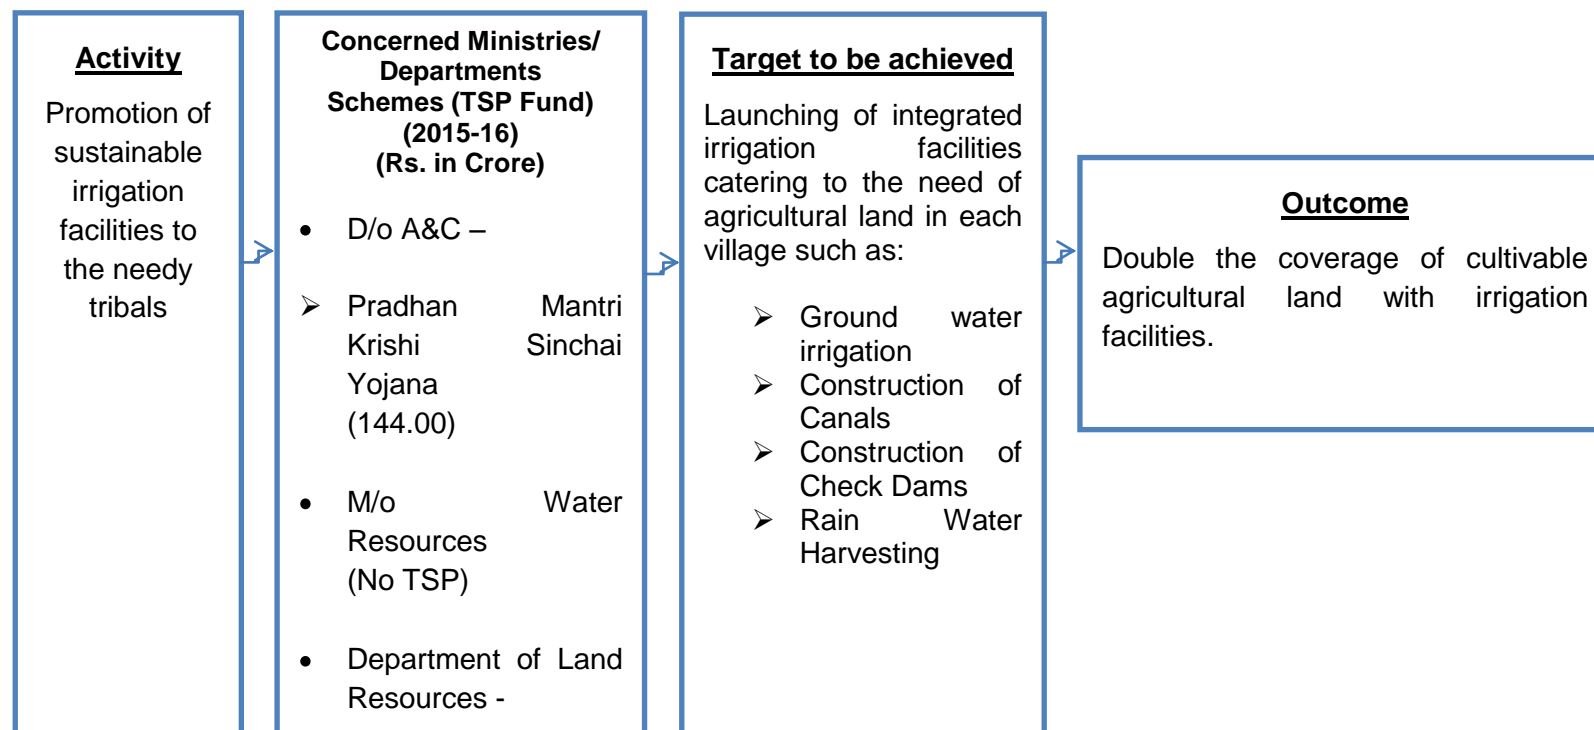 Activity
Promotion of
sustainable
irrigation
facilities to
the needy
tribals
Concerned Ministries/
Departments
Schemes (TSP Fund)
(2015-16)
(Rs. in Crore)
• D/o A&C –
➢ Pradhan Mantri
Krishi Sinchai
Yojana
(144.00)
• M/o Water
Resources
(No TSP)
• Department of Land
Resources -
Target to be achieved
Launching of integrated
irrigation facilities
catering to the need of
agricultural land in each
village such as:
➢ Ground water
irrigation
➢ Construction of
Canals
➢ Construction of
Check Dams
➢ Rain Water
Harvesting
Outcome
Double the coverage of cultivable
agricultural land with irrigation
facilities.